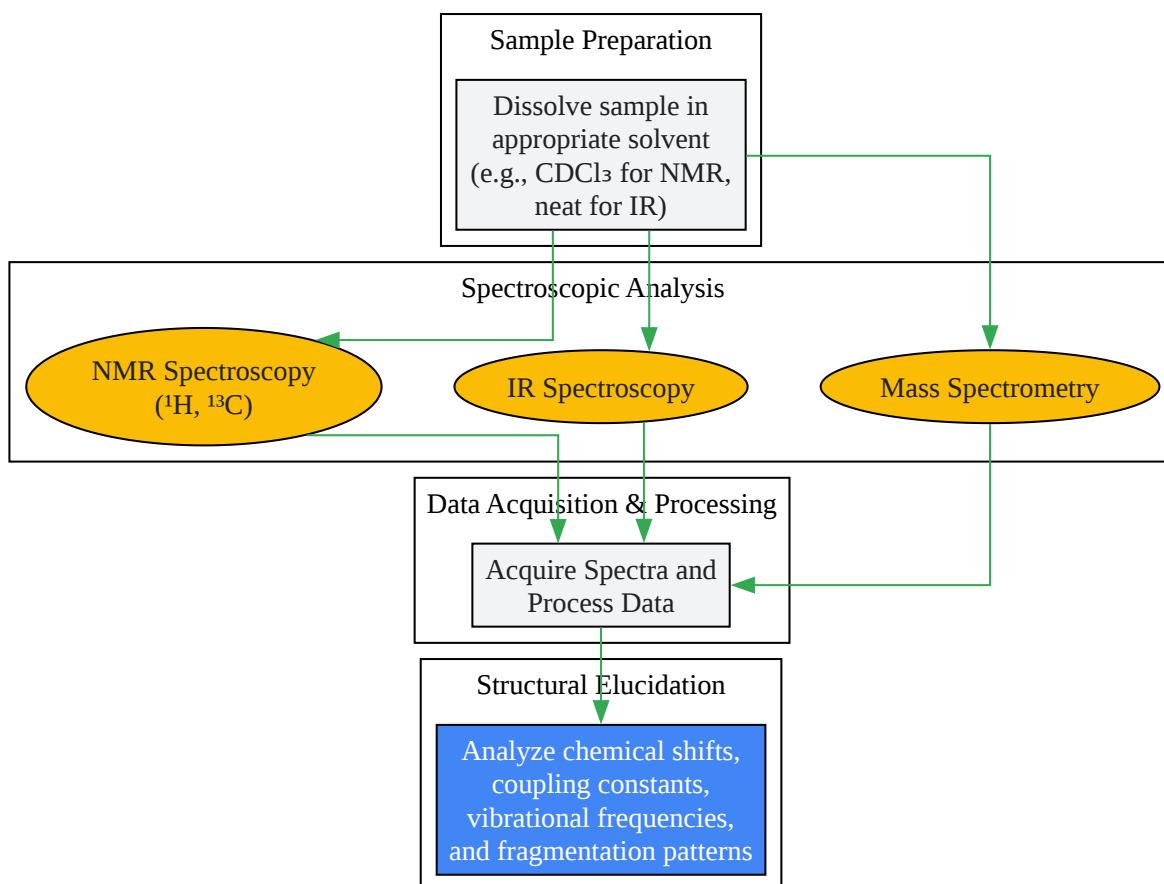 Sample Preparation
Dissolve sample in
appropriate solvent
(e.g., CDCl₃ for NMR,
neat for IR)
Spectroscopic Analysis
NMR Spectroscopy
(¹H, ¹³C)
IR Spectroscopy
Mass Spectrometry
Data Acquisition & Processing
Acquire Spectra and
Process Data
Structural Elucidation
Analyze chemical shifts,
coupling constants,
vibrational frequencies,
and fragmentation patterns